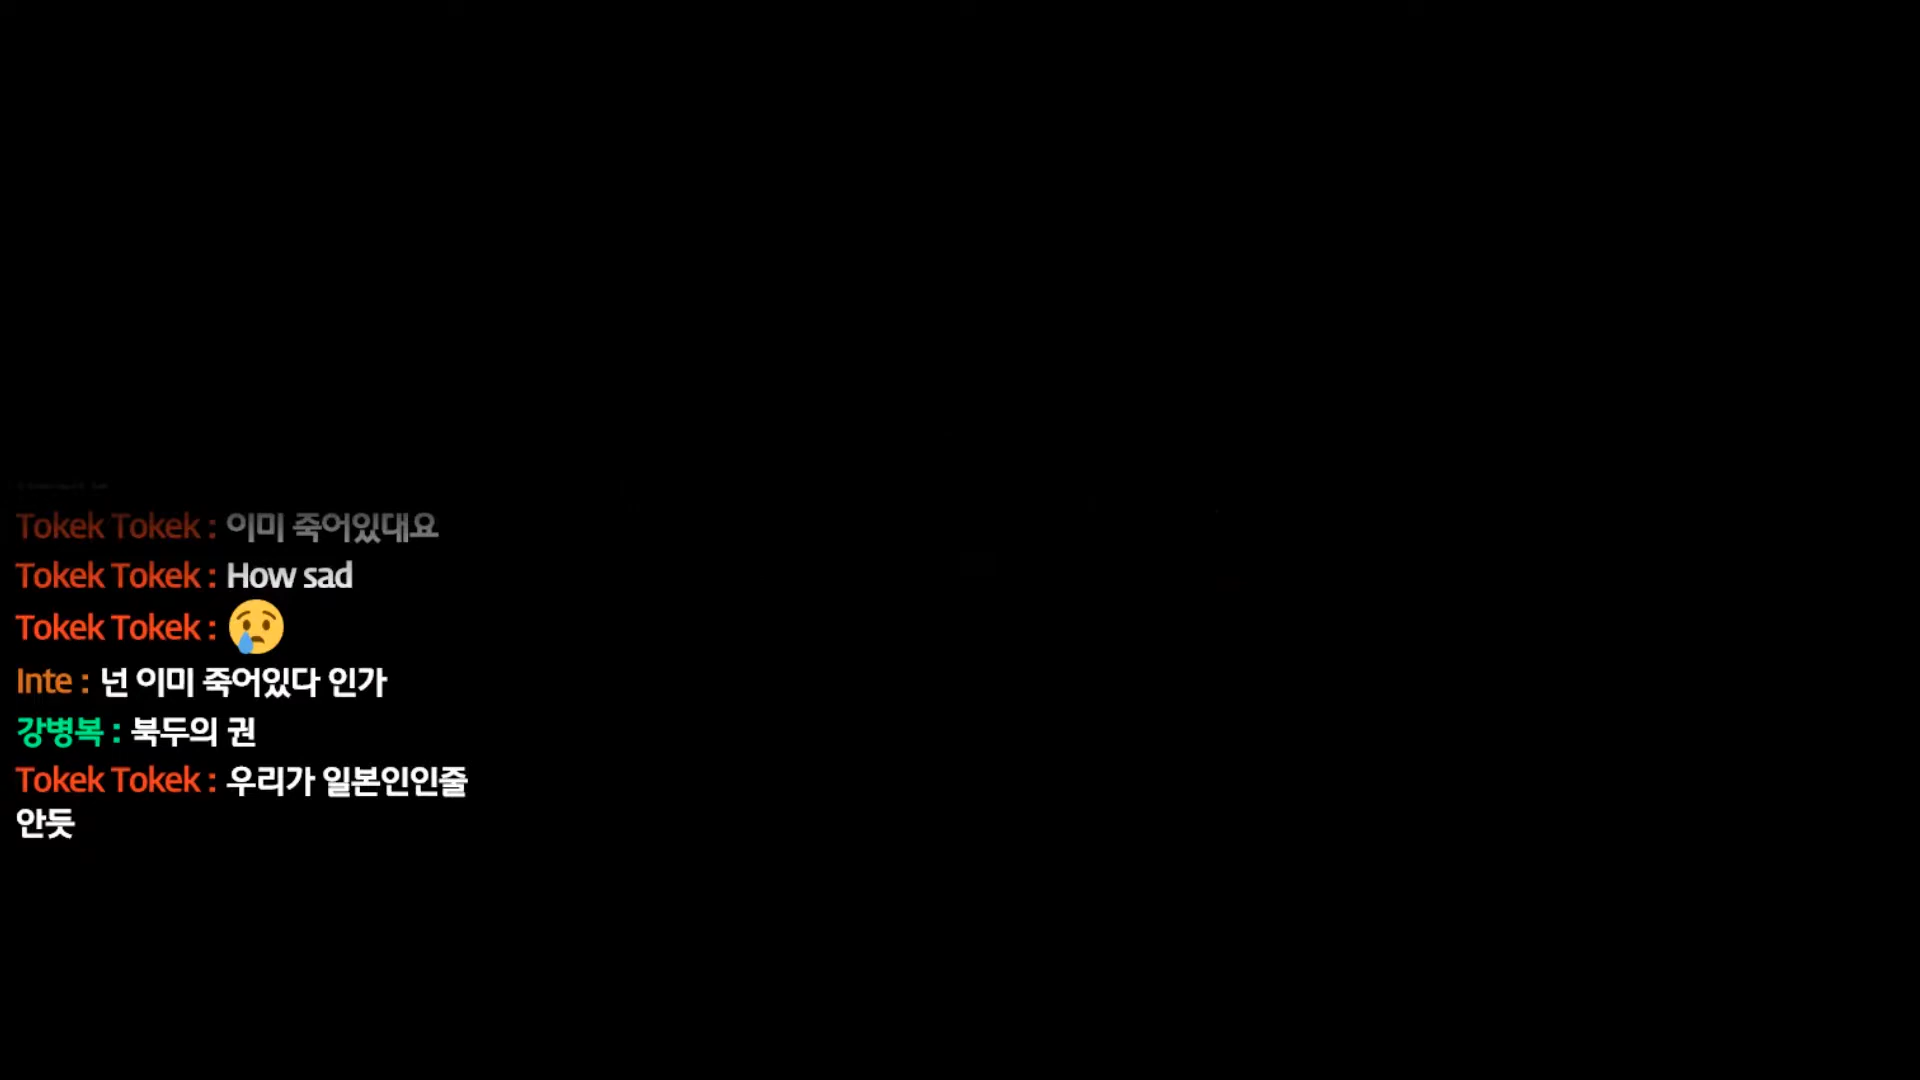 Tokek Tokek : 이미 죽어있대요
Tokek Tokek : How sad
Tokek Tokek : 😢
Inte : 넌 이미 죽어있다 인가
강병복 : 북두의 권
Tokek Tokek : 우리가 일본인인줄
안듯